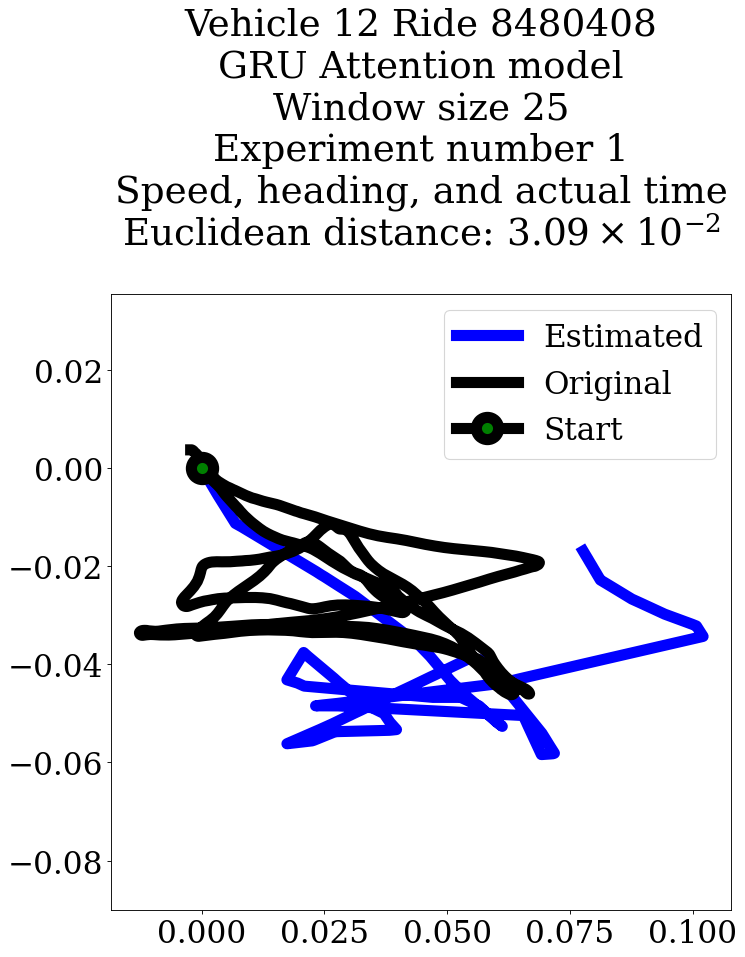 Vehicle 12 Ride 8480408
GRU Attention model
Window size 25
Experiment number 1
Speed, heading, and actual time
Euclidean distance: 3.09 × 10⁻²
Estimated
Original
Start
0.02
0.00
−0.02
−0.04
−0.06
−0.08
0.000 0.025 0.050 0.075 0.100